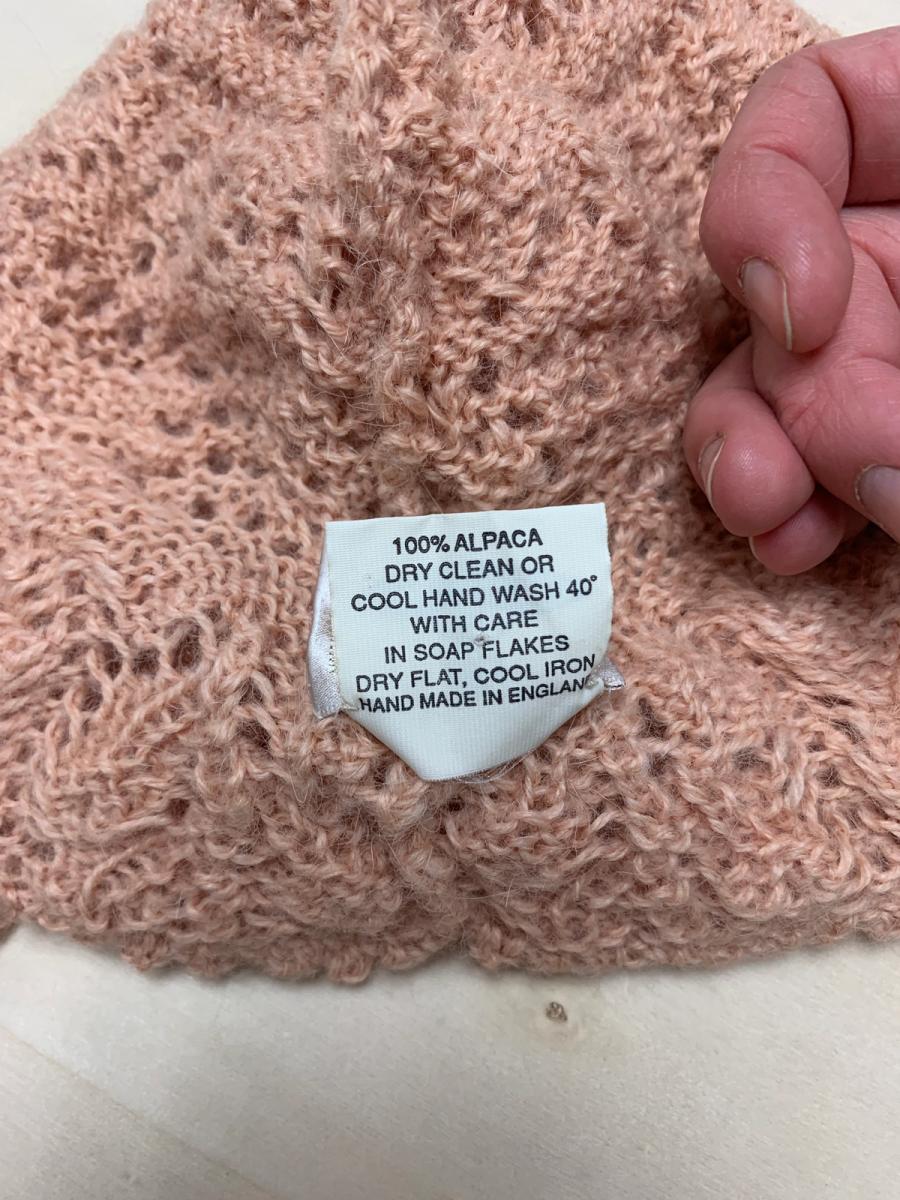 100% ALPACA
DRY CLEAN OR
COOL HAND WASH 40°
WITH CARE
IN SOAP FLAKES
DRY FLAT, COOL IRON
HAND MADE IN ENGLAND